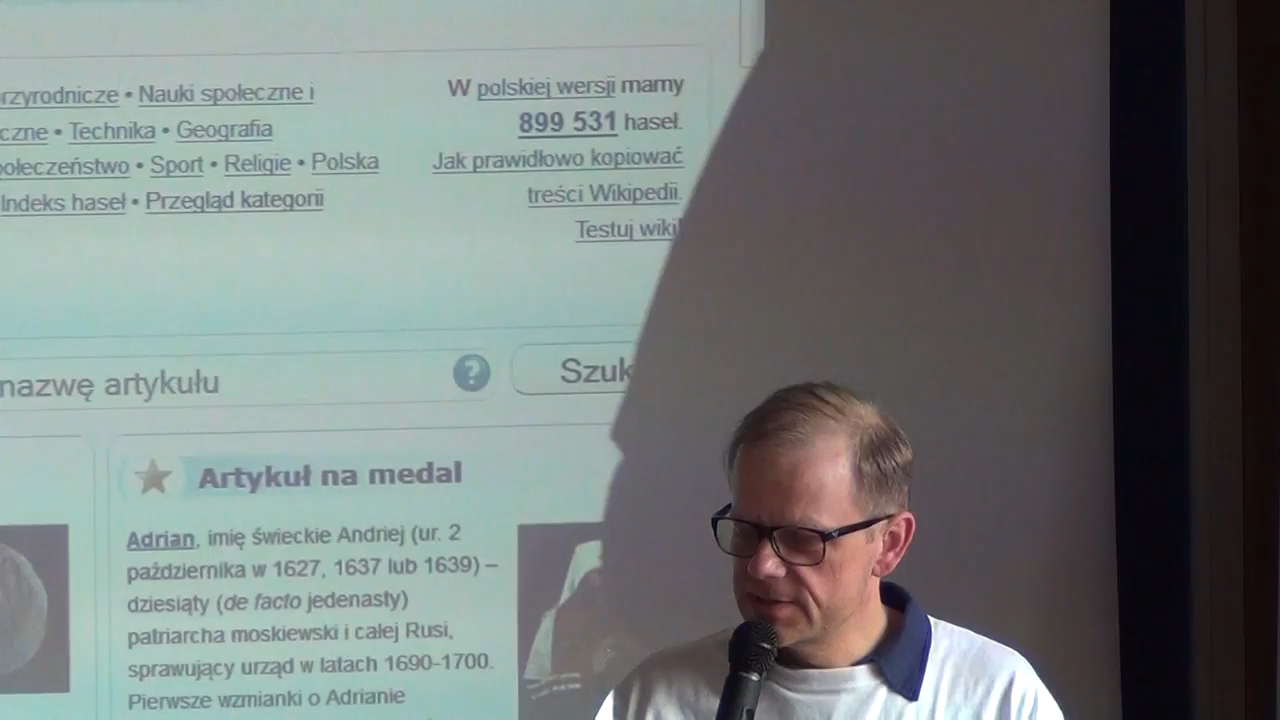 rzyrodnicze • Nauki społeczne i
czne • Technika • Geografia
ołeczeństwo • Sport • Religie • Polska
Indeks haseł • Przegląd kategorii
W polskiej wersji mamy
899 531 haseł.
Jak prawidłowo kopiować
treści Wikipedii.
Testuj wiki
nazwę artykułu
?
Szuk
Artykuł na medal
Adrian, imię świeckie Andriej (ur. 2
października w 1627, 1637 lub 1639) –
dziesiąty (de facto jedenasty)
patriarcha moskiewski i całej Rusi,
sprawujący urząd w latach 1690–1700.
Pierwsze wzmianki o Adrianie